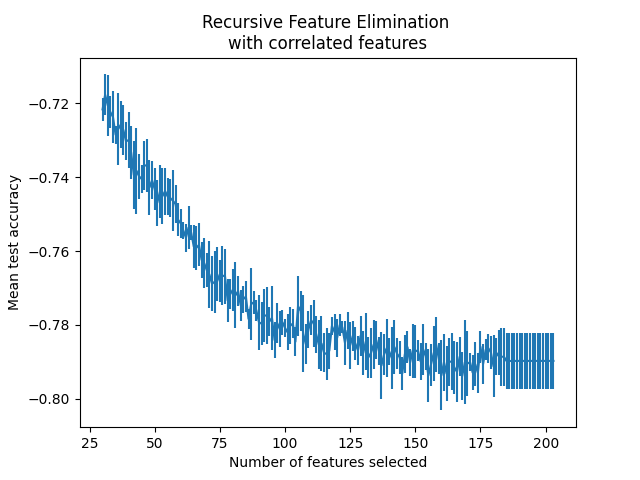 Recursive Feature Elimination
with correlated features
Mean test accuracy
−0.72
−0.74
−0.76
−0.78
−0.80
25 50 75 100 125 150 175 200
Number of features selected